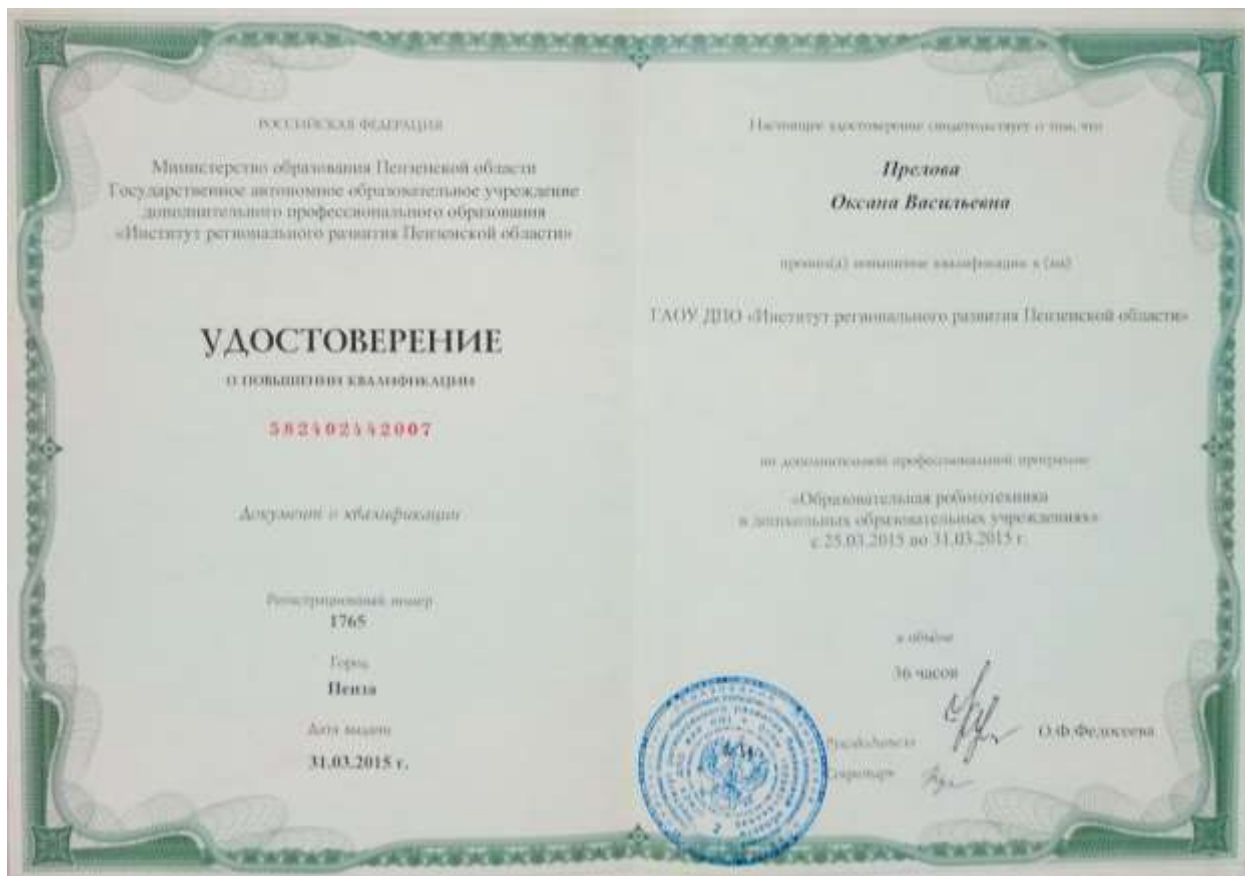 РОССИЙСКАЯ ФЕДЕРАЦИЯ
Министерство образования Пензенской области
Государственное автономное образовательное учреждение
дополнительного профессионального образования
«Институт регионального развития Пензенской области»
УДОСТОВЕРЕНИЕ
О ПОВЫШЕНИИ КВАЛИФИКАЦИИ
582402442007
Документ о квалификации
Регистрационный номер
1765
Город
Пенза
Дата выдачи
31.03.2015 г.
Настоящее удостоверение свидетельствует о том, что
Прелова
Оксана Васильевна
прошел(а) повышение квалификации в (на)
ГАОУ ДПО «Институт регионального развития Пензенской области»
по дополнительной профессиональной программе
«Образовательная робототехника
в дошкольных образовательных учреждениях»
с 25.03.2015 по 31.03.2015 г.
в объёме
36 часов
Руководитель
О.Ф.Федосеева
Секретарь